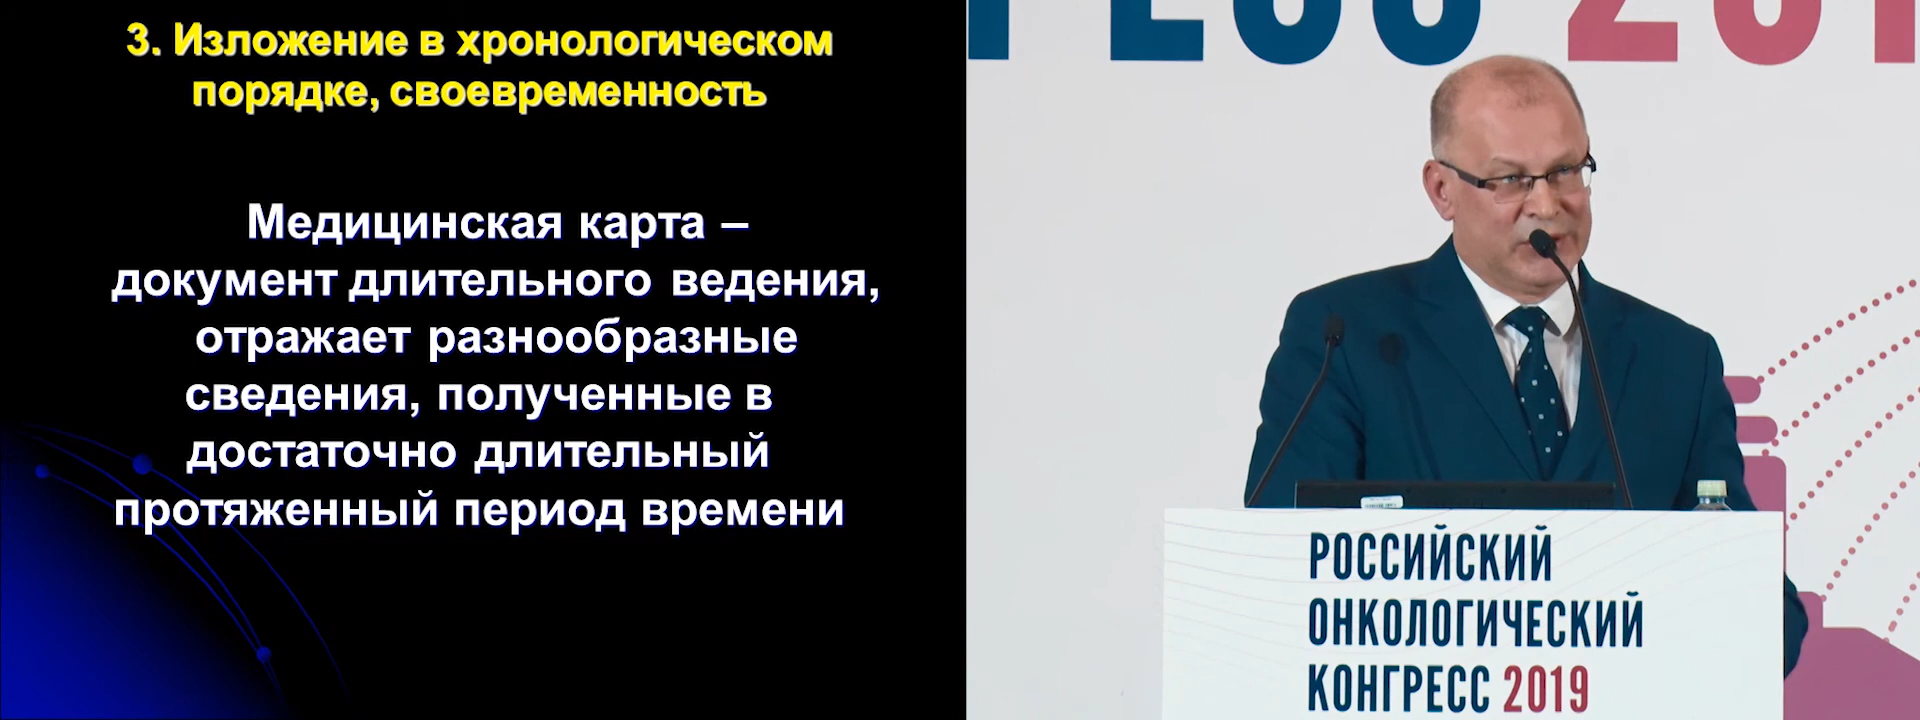 3. Изложение в хронологическом
порядке, своевременность
Медицинская карта –
документ длительного ведения,
отражает разнообразные
сведения, полученные в
достаточно длительный
протяженный период времени
РОССИЙСКИЙ
ОНКОЛОГИЧЕСКИЙ
КОНГРЕСС 2019